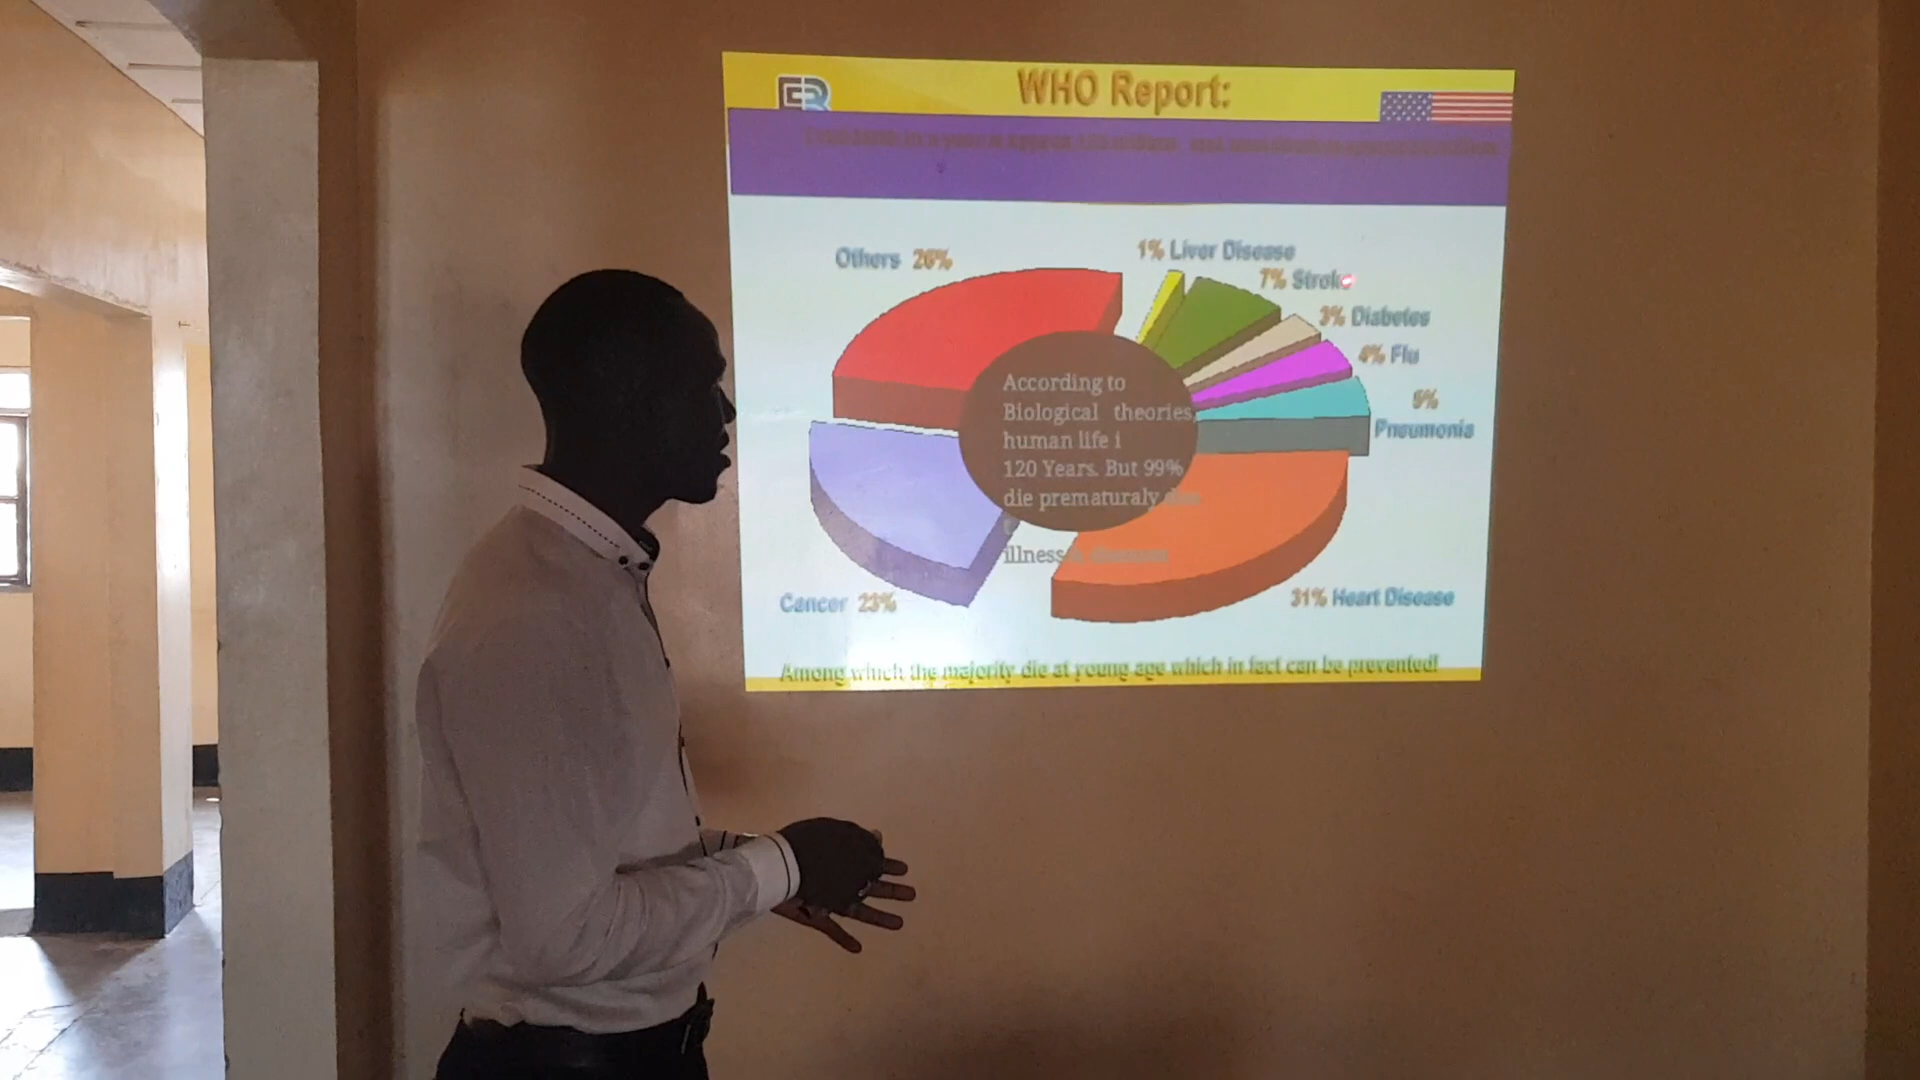 WHO Report:
Others 26%
1% Liver Disease
7% Stroke
3% Diabetes
4% Flu
5%
Pneumonia
According to
Biological theories,
human life i
120 Years. But 99%
die prematuraly due
illness
Cancer 23%
31% Heart Disease
Among which the majority die at young age which in fact can be prevented!